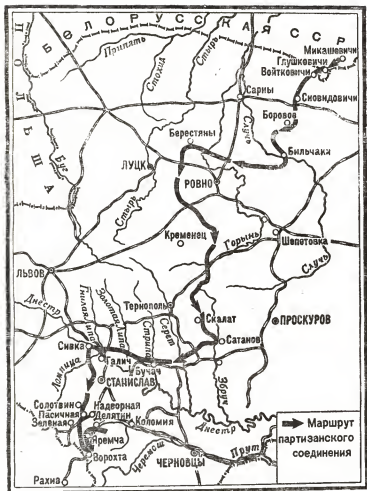 БЕЛОРУССКАЯ ССР
ПОЛЬША
Припять
Стоход
Стырь
Микашевичи
Глушковичи
Войтковичи
Сновидовичи
Сарны
Случь
Боровое
Берестяны
Бильчаки
Буг
ЛУЦК
РОВНО
Стырь
Кременец
Горынь
Шепетовка
Случь
ЛЬВОВ
Днестр
Гнилая Липа
Золотая Липа
Тернополь
Стрыпа
Серет
Скалат
ПРОСКУРОВ
Сатанов
Сивка
Галич
Бучач
Збруч
Ломница
СТАНИСЛАВ
Солотвин
Надворная
Пасичная
Делятин
Зеленая
Коломия
Днестр
Яремча
Ворохта
Черемош
ЧЕРНОВЦЫ
Прут
Рахив
Маршрут
партизанского
соединения